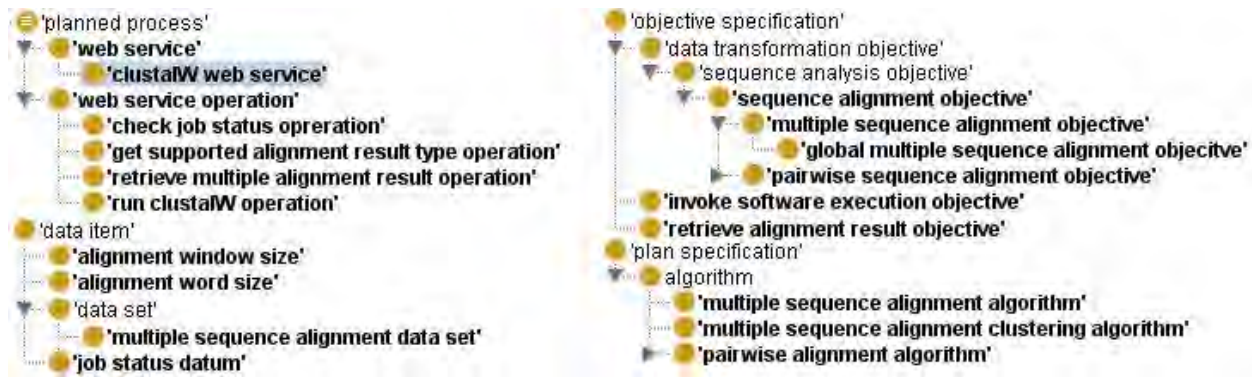 'planned process'
'web service'
'clustalW web service'
'web service operation'
'check job status opreration'
'get supported alignment result type operation'
'retrieve multiple alignment result operation'
'run clustalW operation'
'data item'
'alignment window size'
'alignment word size'
'data set'
'multiple sequence alignment data set'
'job status datum'
'objective specification'
'data transformation objective'
'sequence analysis objective'
'sequence alignment objective'
'multiple sequence alignment objective'
'global multiple sequence alignment objecitve'
'pairwise sequence alignment objective'
'invoke software execution objective'
'retrieve alignment result objective'
'plan specification'
algorithm
'multiple sequence alignment algorithm'
'multiple sequence alignment clustering algorithm'
'pairwise alignment algorithm'